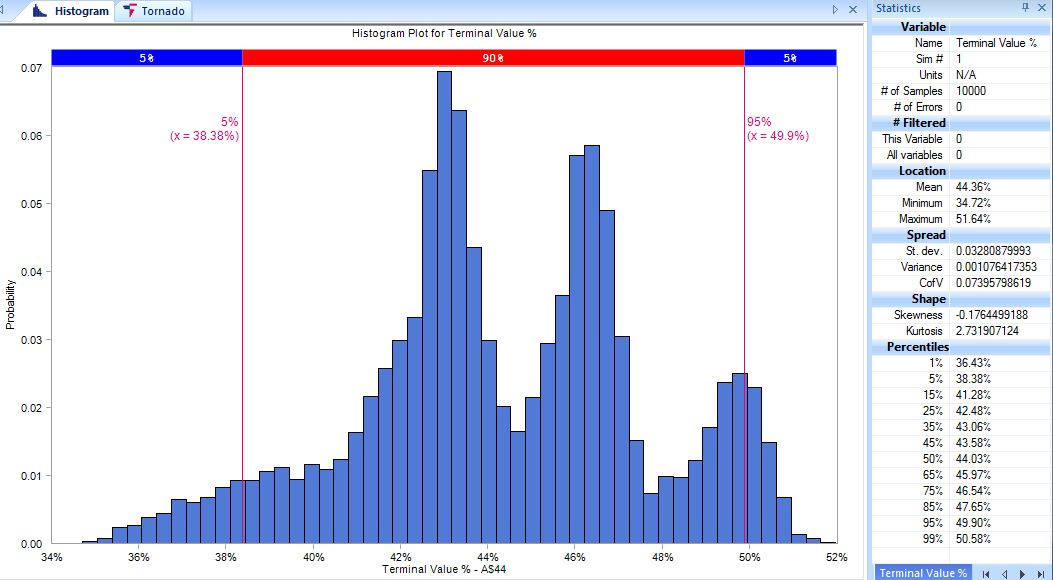 Histogram Tornado
Histogram Plot for Terminal Value %
5% 90% 5%
5%
(x = 38.38%)
95%
(x = 49.9%)
Probability
0.07
0.06
0.05
0.04
0.03
0.02
0.01
0.00
34% 36% 38% 40% 42% 44% 46% 48% 50% 52%
Terminal Value % - A$44
Statistics
Variable
Name Terminal Value %
Sim # 1
Units N/A
# of Samples 10000
# of Errors 0
# Filtered
This Variable 0
All variables 0
Location
Mean 44.36%
Minimum 34.72%
Maximum 51.64%
Spread
St. dev. 0.03280879993
Variance 0.001076417353
CofV 0.07395798619
Shape
Skewness -0.1764499188
Kurtosis 2.731907124
Percentiles
1% 36.43%
5% 38.38%
15% 41.28%
25% 42.48%
35% 43.06%
45% 43.58%
50% 44.03%
65% 45.97%
75% 46.54%
85% 47.65%
95% 49.90%
99% 50.58%
Terminal Value %